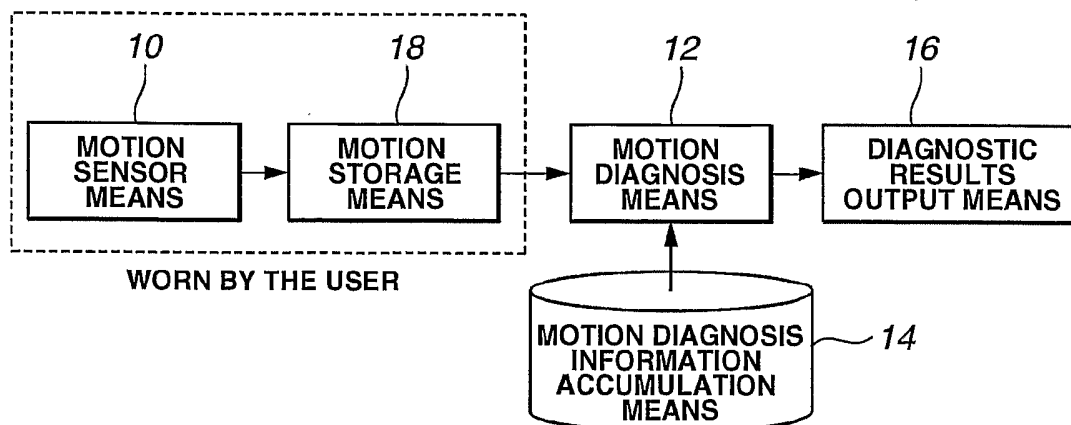 10
18
12
16
MOTION
SENSOR
MEANS
MOTION
STORAGE
MEANS
MOTION
DIAGNOSIS
MEANS
DIAGNOSTIC
RESULTS
OUTPUT MEANS
WORN BY THE USER
MOTION DIAGNOSIS
INFORMATION
ACCUMULATION
MEANS
14